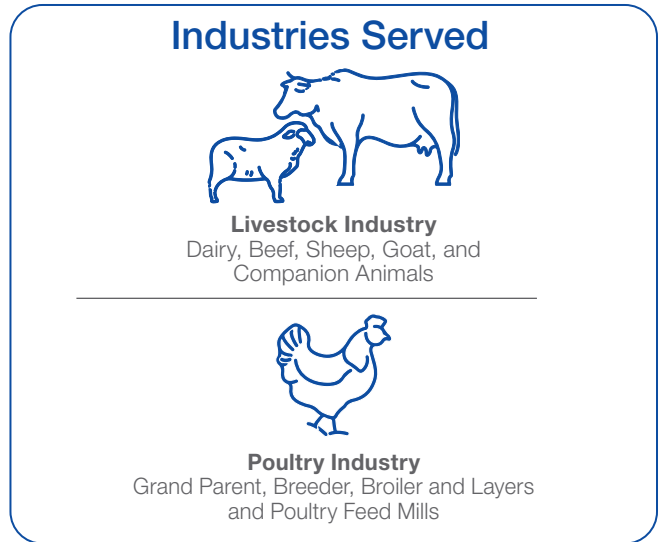 Industries Served
Livestock Industry
Dairy, Beef, Sheep, Goat, and
Companion Animals
Poultry Industry
Grand Parent, Breeder, Broiler and Layers
and Poultry Feed Mills